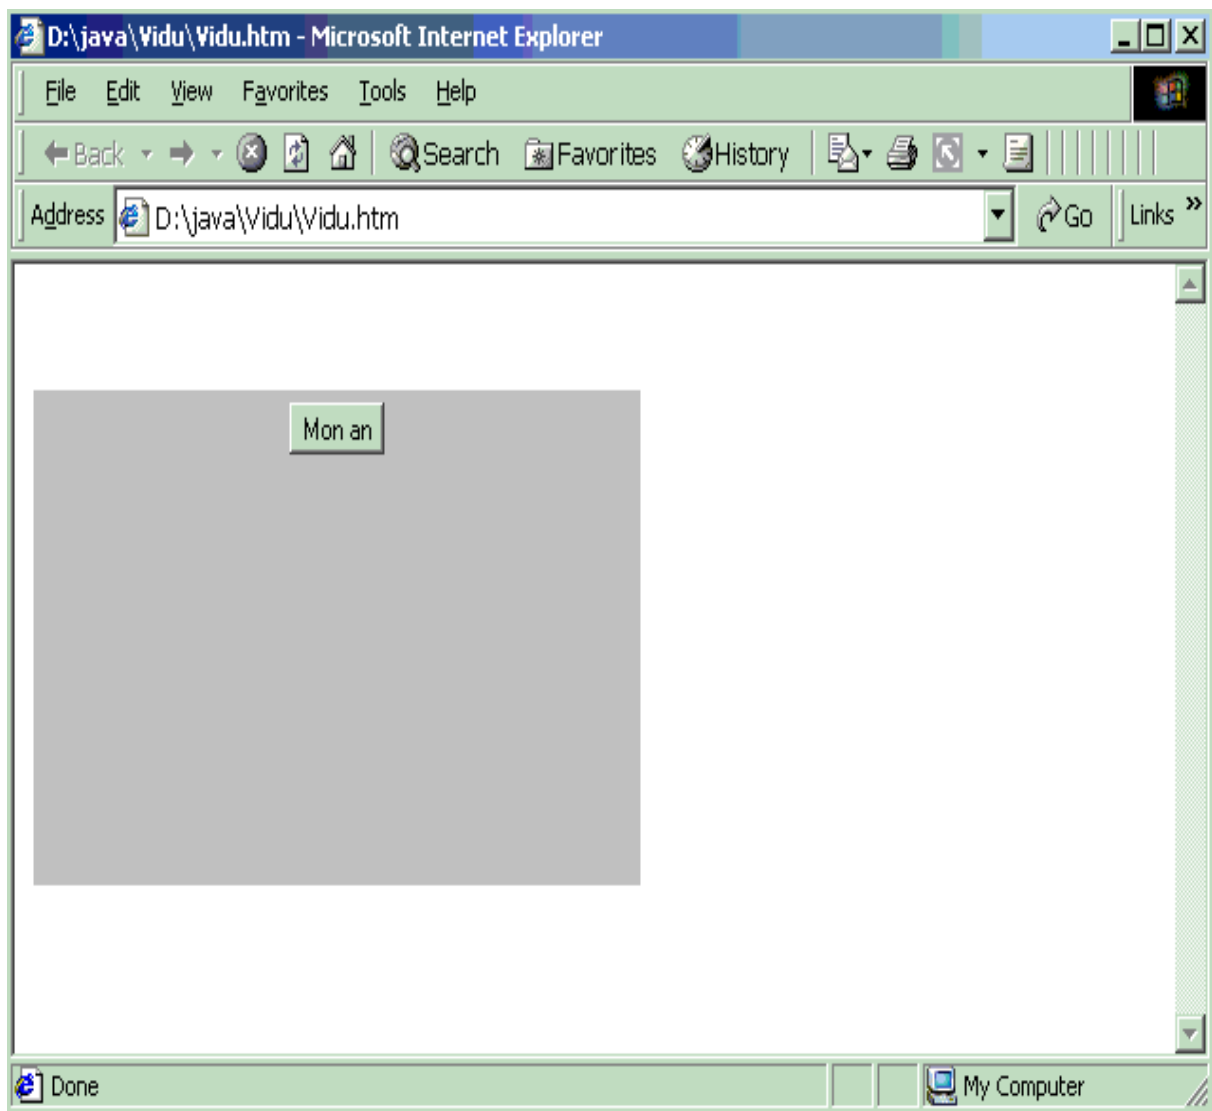 D:\java\Vidu\Vidu.htm - Microsoft Internet Explorer
File Edit View Favorites Tools Help
Back Search Favorites History
Address D:\java\Vidu\Vidu.htm Go Links »
Mon an
Done My Computer